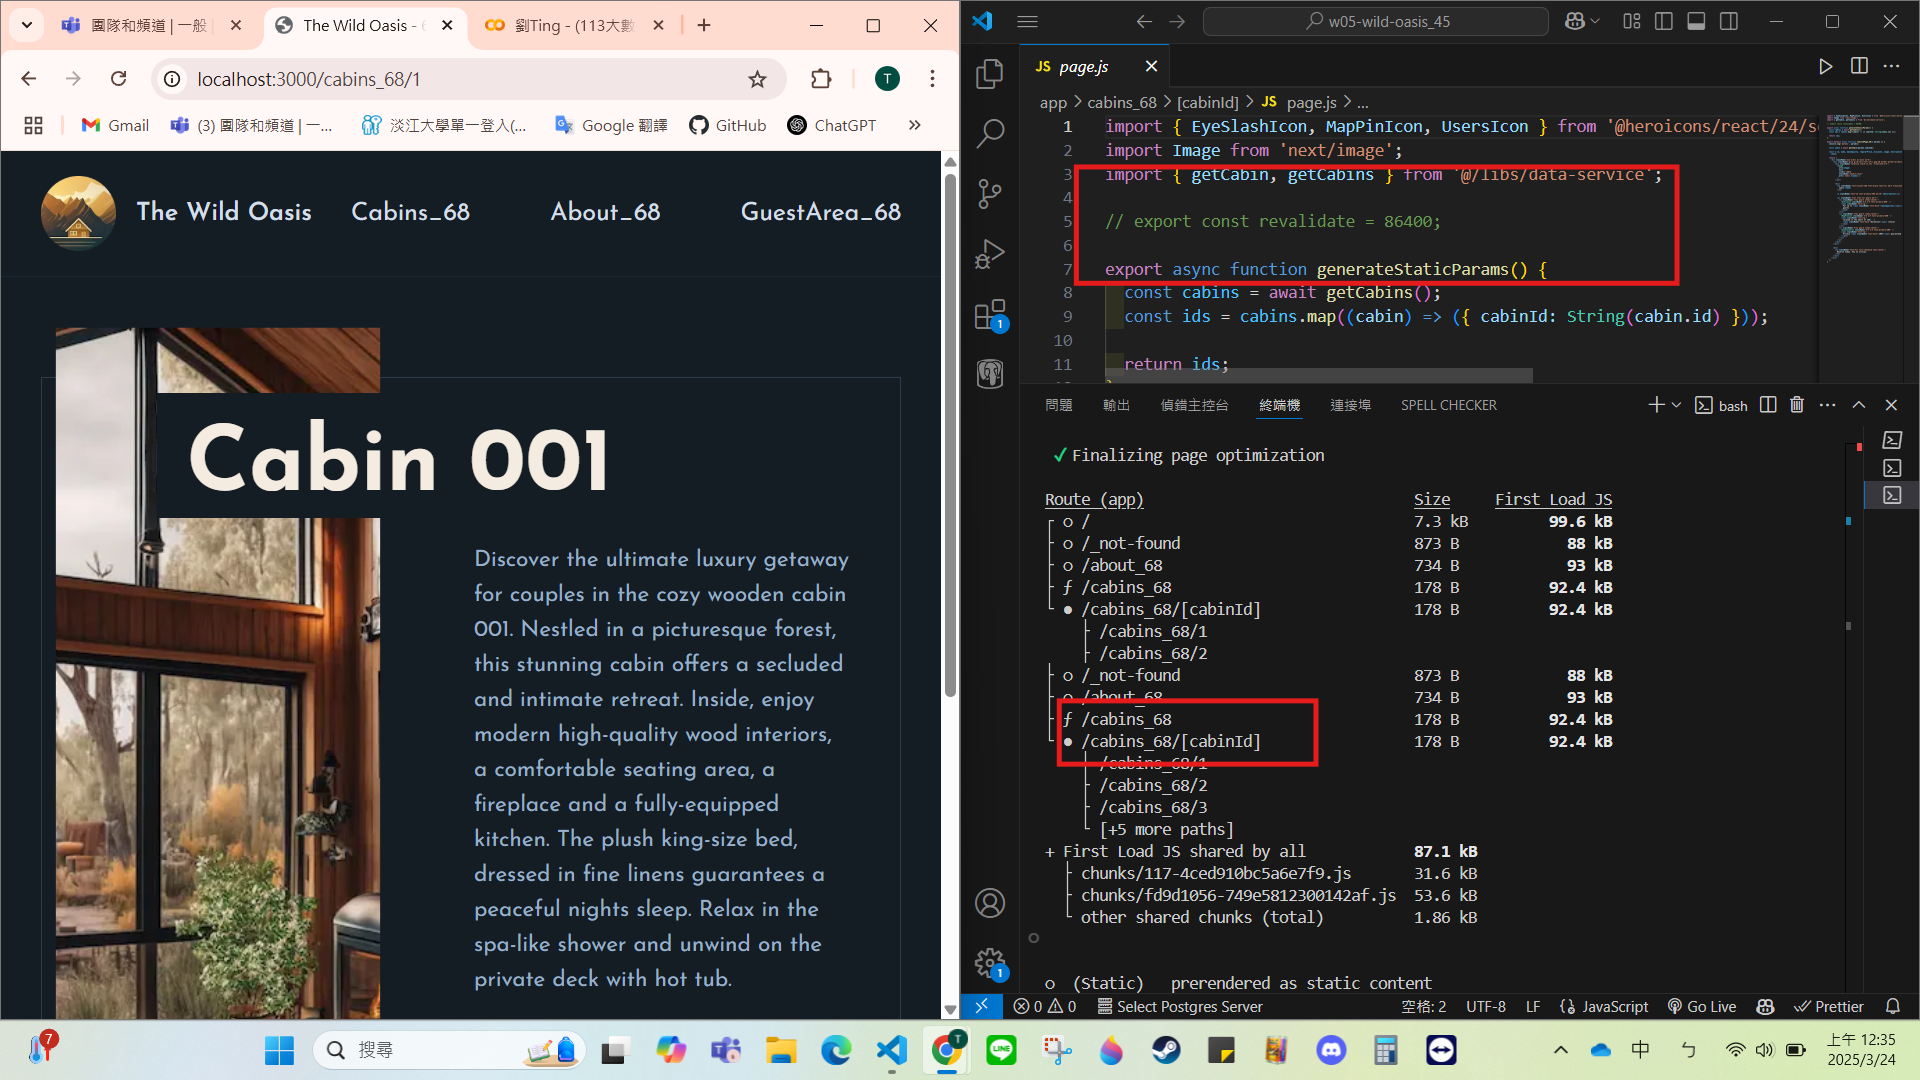 團隊和頻道 | 一般
The Wild Oasis -
劉Ting - (113大數
localhost:3000/cabins_68/1
T
Gmail
(3) 團隊和頻道 | 一...
淡江大學單一登入(...
Google 翻譯
GitHub
ChatGPT
The Wild Oasis
Cabins_68
About_68
GuestArea_68
Cabin 001
Discover the ultimate luxury getaway
for couples in the cozy wooden cabin
001. Nestled in a picturesque forest,
this stunning cabin offers a secluded
and intimate retreat. Inside, enjoy
modern high-quality wood interiors,
a comfortable seating area, a
fireplace and a fully-equipped
kitchen. The plush king-size bed,
dressed in fine linens guarantees a
peaceful nights sleep. Relax in the
spa-like shower and unwind on the
private deck with hot tub.
w05-wild-oasis_45
JS page.js
app > cabins_68 > [cabinId] > JS page.js > ...
1 import { EyeSlashIcon, MapPinIcon, UsersIcon } from '@heroicons/react/24/s
2 import Image from 'next/image';
3 import { getCabin, getCabins } from '@/libs/data-service';
4
5 // export const revalidate = 86400;
6
7 export async function generateStaticParams() {
8 const cabins = await getCabins();
9 const ids = cabins.map((cabin) => ({ cabinId: String(cabin.id) }));
10
11 return ids;
問題 輸出 偵錯主控台 終端機 連接埠 SPELL CHECKER
bash
✓ Finalizing page optimization
Route (app) Size First Load JS
┌ ○ / 7.3 kB 99.6 kB
├ ○ /_not-found 873 B 88 kB
├ ○ /about_68 734 B 93 kB
├ ƒ /cabins_68 178 B 92.4 kB
└ ● /cabins_68/[cabinId] 178 B 92.4 kB
├ /cabins_68/1
├ /cabins_68/2
├ ○ /_not-found 873 B 88 kB
├ ○ /about_68 734 B 93 kB
├ ƒ /cabins_68 178 B 92.4 kB
└ ● /cabins_68/[cabinId] 178 B 92.4 kB
├ /cabins_68/1
├ /cabins_68/2
├ /cabins_68/3
└ [+5 more paths]
+ First Load JS shared by all 87.1 kB
├ chunks/117-4ced910bc5a6e7f9.js 31.6 kB
├ chunks/fd9d1056-749e5812300142af.js 53.6 kB
└ other shared chunks (total) 1.86 kB
○ (Static) prerendered as static content
1
1
0 0 Select Postgres Server 空格: 2 UTF-8 LF {} JavaScript Go Live Prettier
7
搜尋
T
LINE
中
ㄅ
上午 12:35
2025/3/24